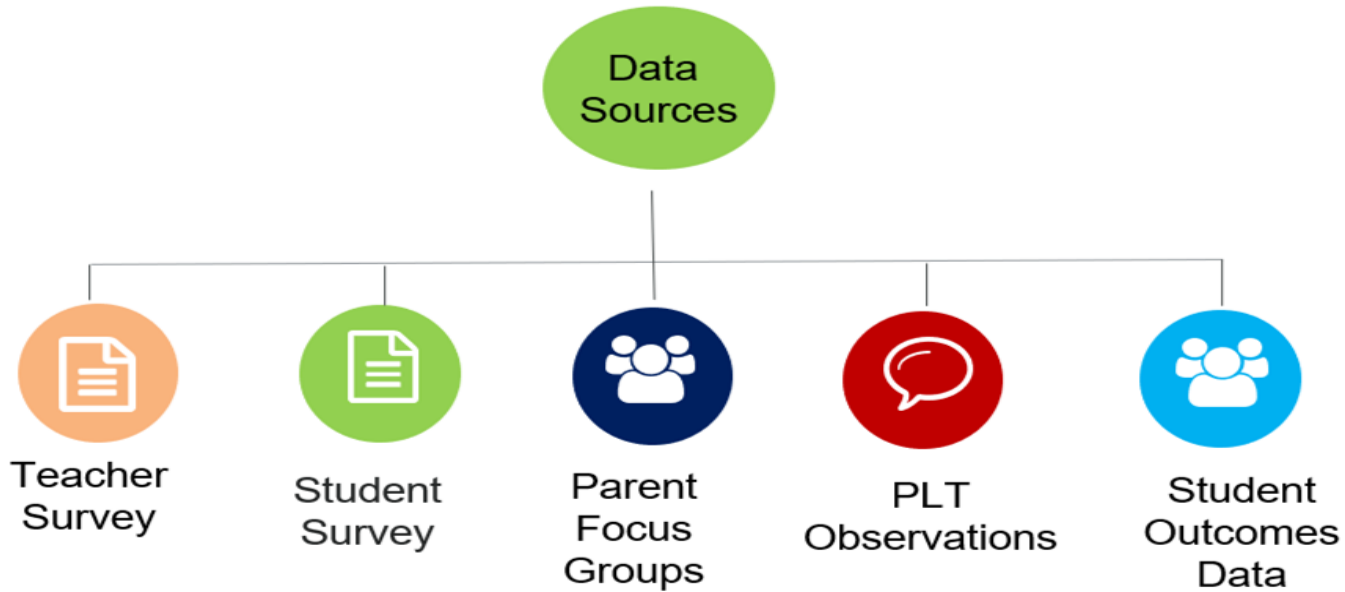 Data
Sources
Teacher
Survey
Student
Survey
Parent
Focus
Groups
PLT
Observations
Student
Outcomes
Data